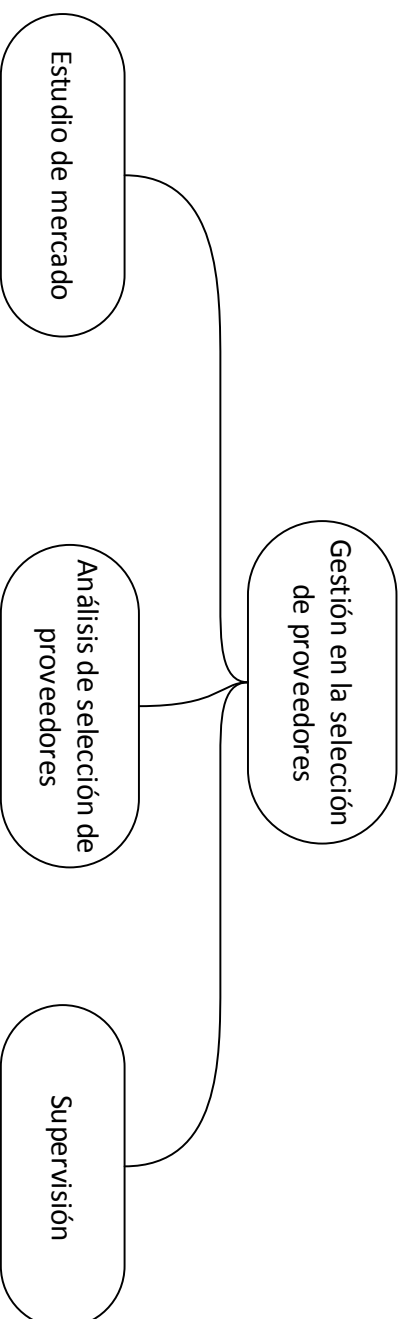 Gestión en la selección
de proveedores
Estudio de mercado
Análisis de selección de
proveedores
Supervisión